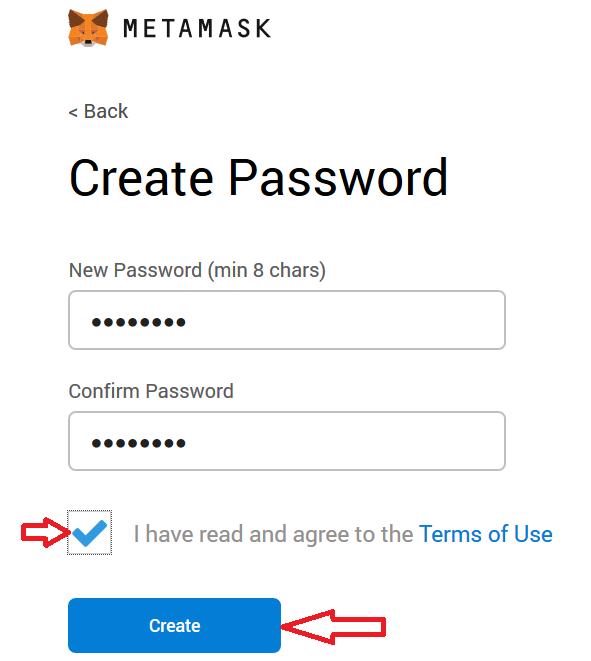 METAMASK
< Back
Create Password
New Password (min 8 chars)
••••••••
Confirm Password
••••••••
I have read and agree to the Terms of Use
Create